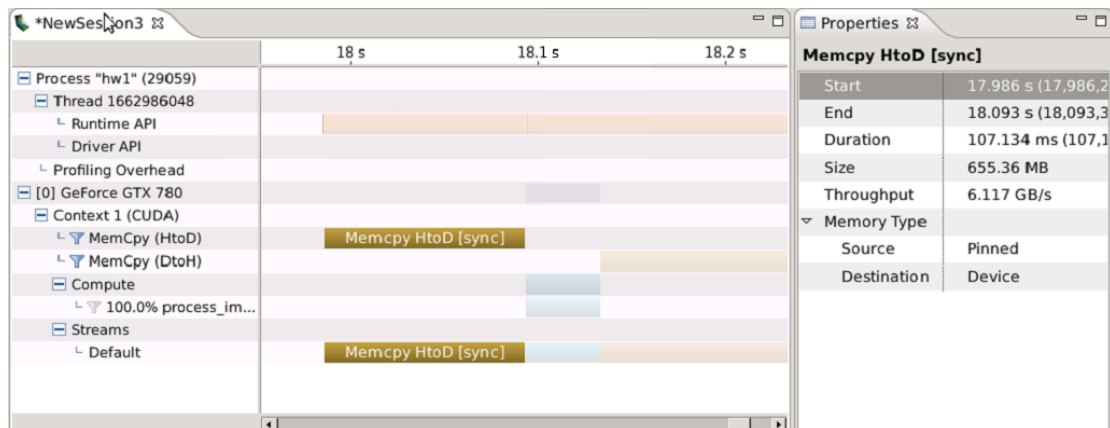 *NewSession3
18 s
18.1 s
18.2 s
Process "hw1" (29059)
Thread 1662986048
Runtime API
Driver API
Profiling Overhead
[0] GeForce GTX 780
Context 1 (CUDA)
MemCpy (HtoD)
Memcpy HtoD [sync]
MemCpy (DtoH)
Compute
100.0% process_im...
Streams
Default
Memcpy HtoD [sync]
Properties
Memcpy HtoD [sync]
Start 17.986 s (17,986,2
End 18.093 s (18,093,3
Duration 107.134 ms (107,1
Size 655.36 MB
Throughput 6.117 GB/s
Memory Type
Source Pinned
Destination Device